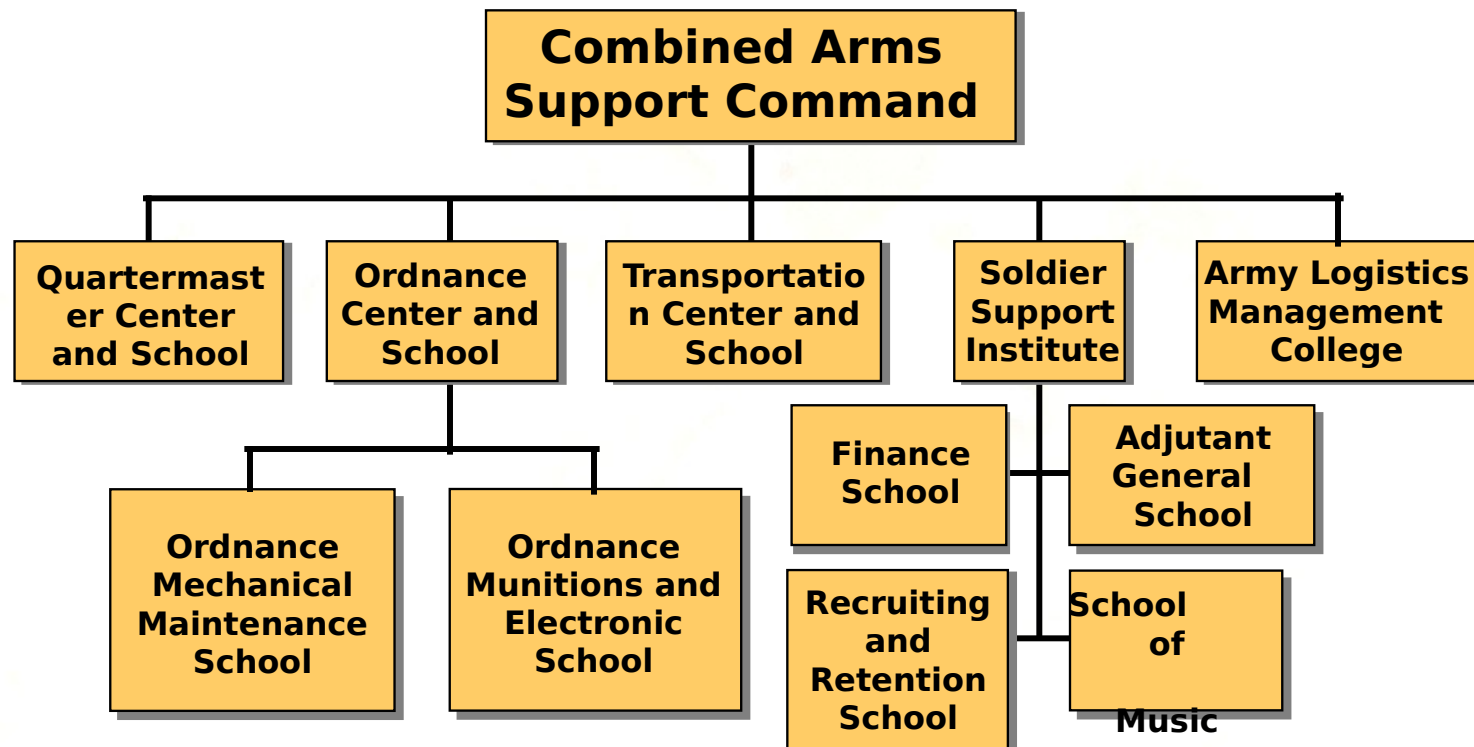 Combined Arms
Support Command
Quartermast
er Center
and School
Ordnance
Center and
School
Transportatio
n Center and
School
Soldier
Support
Institute
Army Logistics
Management
College
Finance
School
Adjutant
General
School
Ordnance
Mechanical
Maintenance
School
Ordnance
Munitions and
Electronic
School
Recruiting
and
Retention
School
School
of
Music